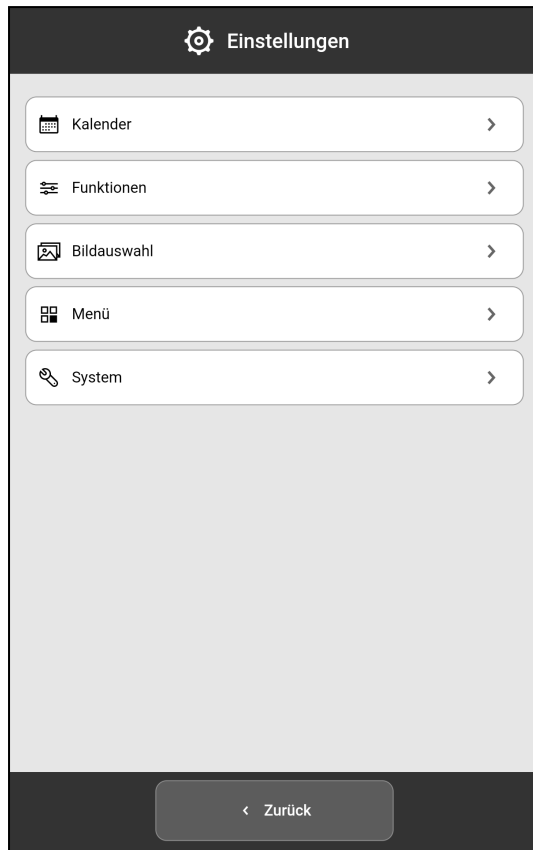 Einstellungen
Kalender
Funktionen
Bildauswahl
Menü
System
Zurück